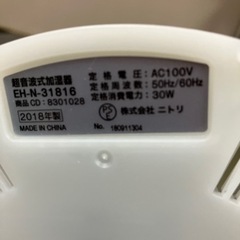 超音波式加湿器
EH-N-31816
商品CD:8301028
2018年製
MADE IN CHINA
定格電圧:AC100V
定格周波数:50Hz/60Hz
定格消費電力:30W
PSE
株式会社ニトリ
No. 180911304